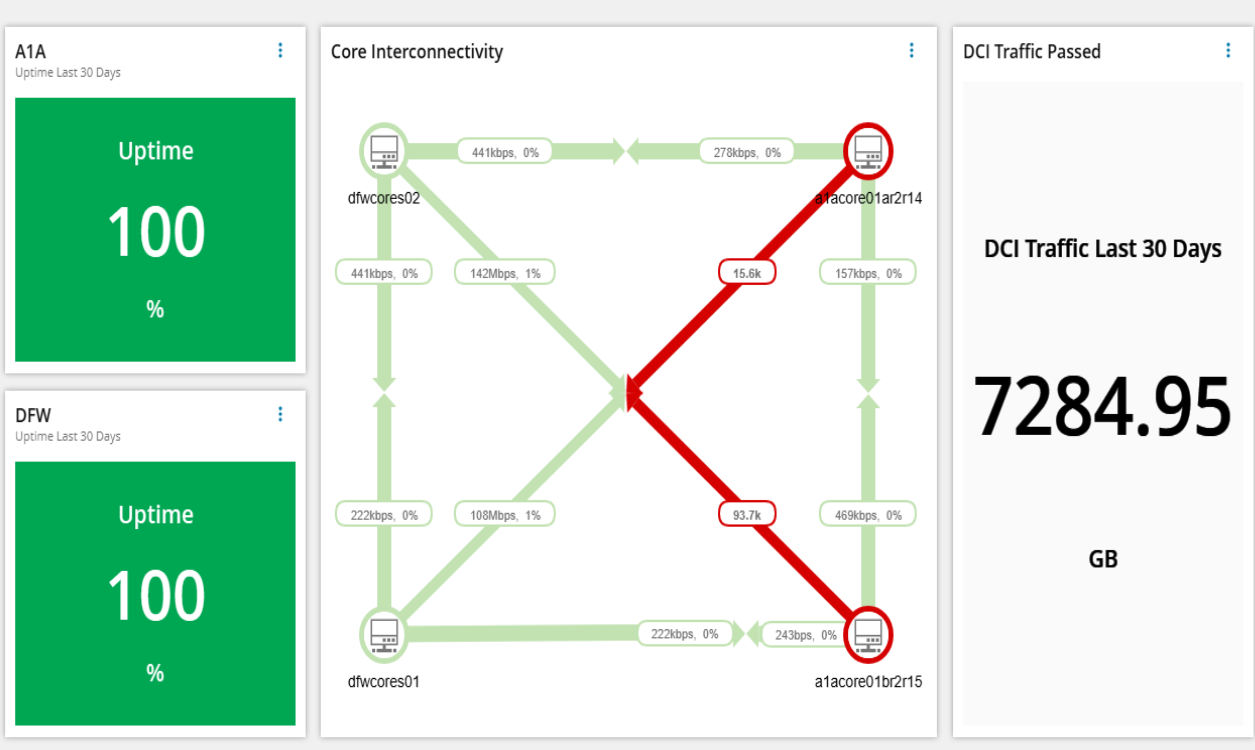 A1A
Uptime Last 30 Days
Uptime
100
%
DFW
Uptime Last 30 Days
Uptime
100
%
Core Interconnectivity
441kbps, 0%
278kbps, 0%
dfwcores02
a1acore01ar2r14
441kbps, 0%
142Mbps, 1%
15.6k
157kbps, 0%
222kbps, 0%
108Mbps, 1%
93.7k
469kbps, 0%
222kbps, 0%
243bps, 0%
dfwcores01
a1acore01br2r15
DCI Traffic Passed
DCI Traffic Last 30 Days
7284.95
GB